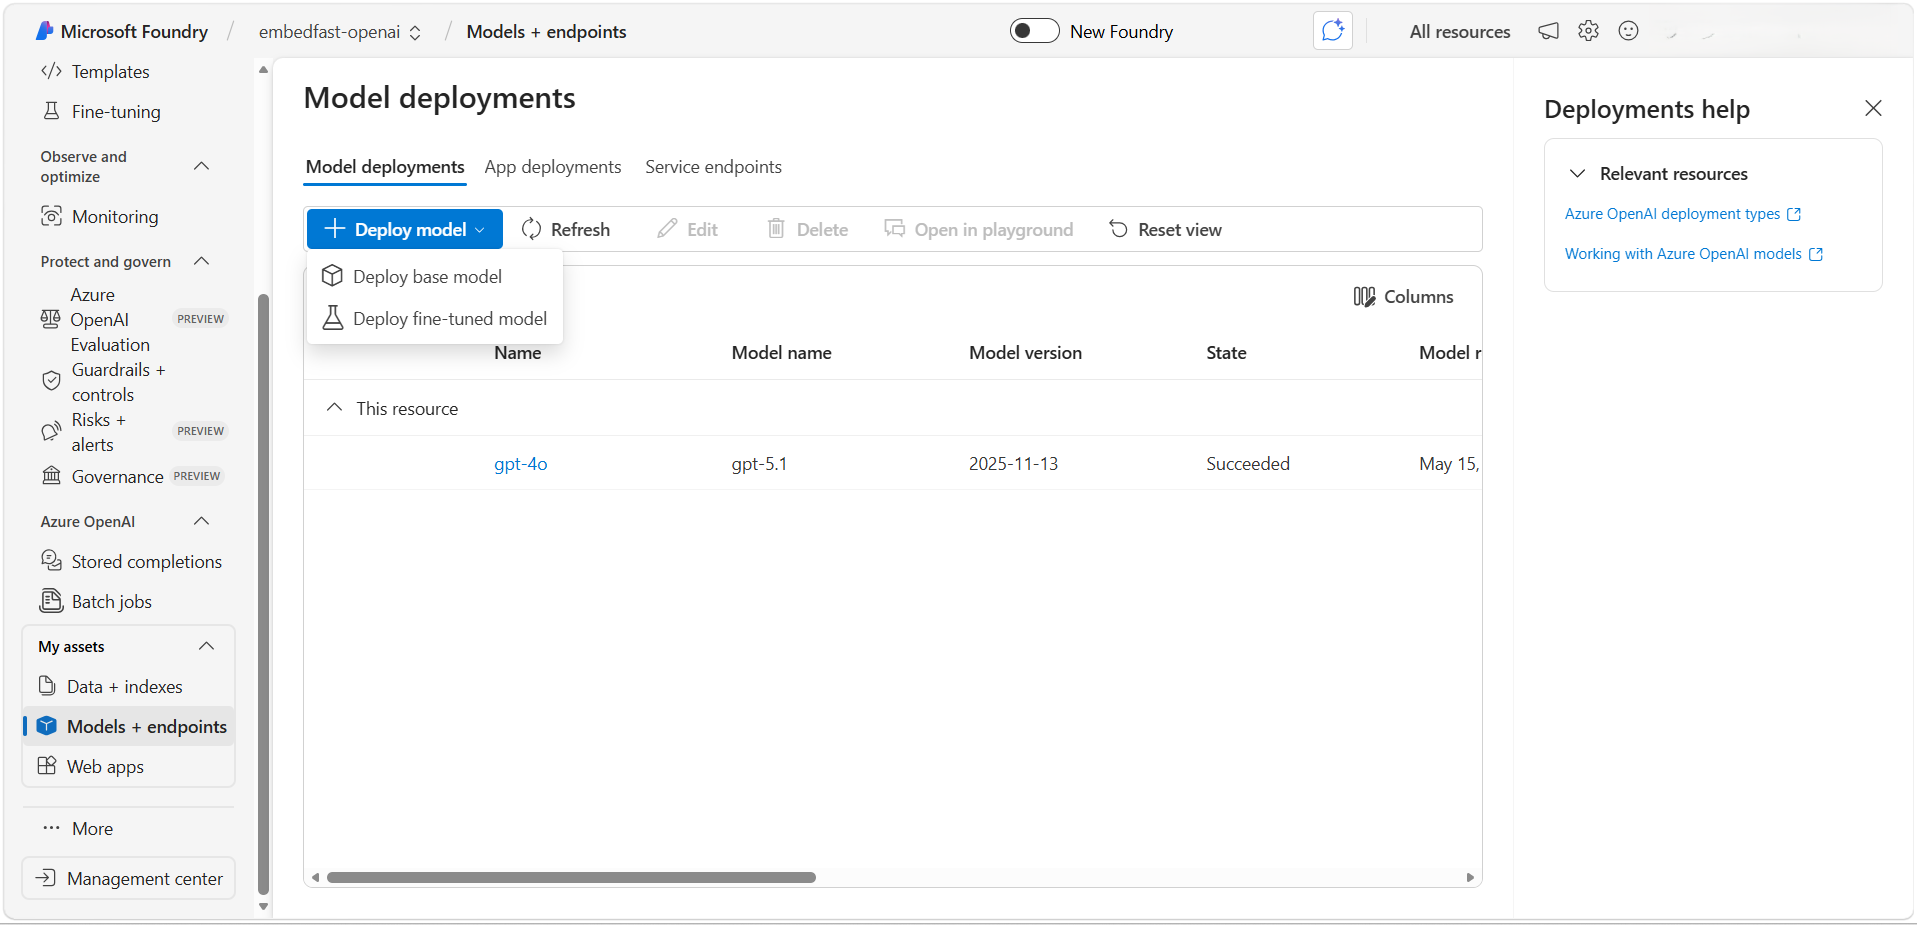 Microsoft Foundry / embedfast-openai / Models + endpoints
New Foundry
All resources
Templates
Fine-tuning
Observe and
optimize
Monitoring
Protect and govern
Azure
OpenAI
Evaluation
PREVIEW
Guardrails +
controls
Risks +
alerts
PREVIEW
Governance PREVIEW
Azure OpenAI
Stored completions
Batch jobs
My assets
Data + indexes
Models + endpoints
Web apps
More
Management center
Model deployments
Model deployments App deployments Service endpoints
Deploy model Refresh Edit Delete Open in playground Reset view
Deploy base model
Deploy fine-tuned model
Columns
Name Model name Model version State Model r
This resource
gpt-4o gpt-5.1 2025-11-13 Succeeded May 15,
Deployments help
Relevant resources
Azure OpenAI deployment types
Working with Azure OpenAI models